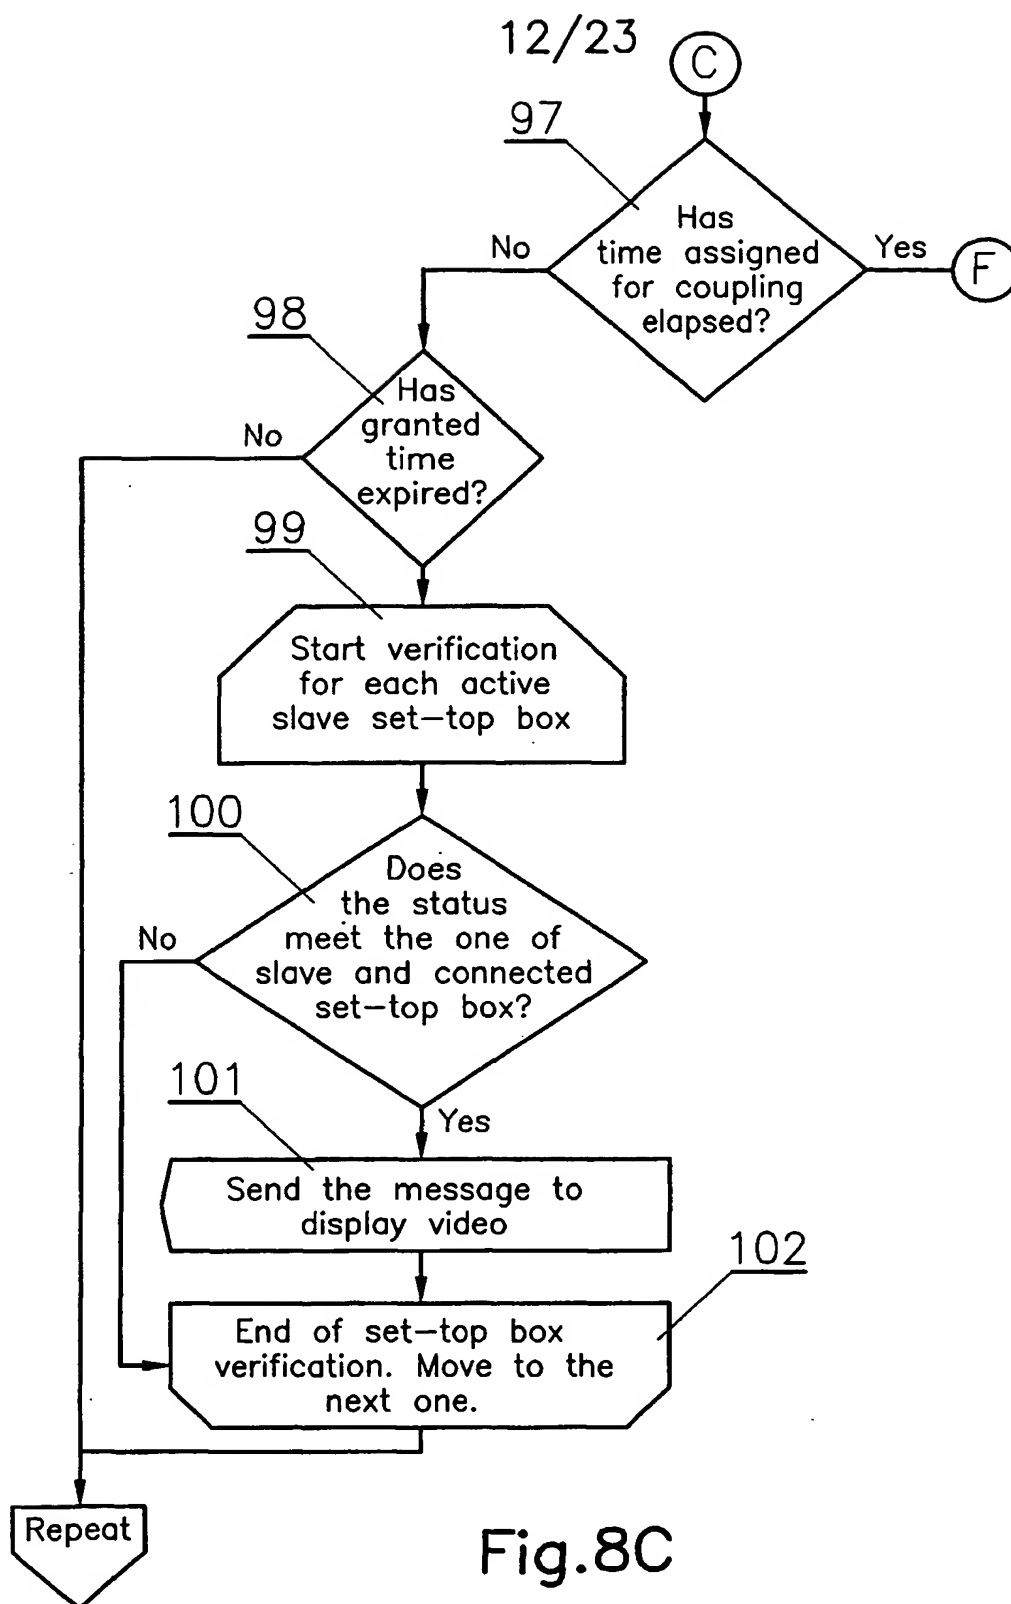 12/23
C
97
Has
time assigned
for coupling
elapsed?
No
Yes
F
98
Has
granted
time
expired?
No
99
Start verification
for each active
slave set-top box
100
Does
the status
meet the one of
slave and connected
set-top box?
No
Yes
101
Send the message to
display video
102
End of set-top box
verification. Move to the
next one.
Repeat
Fig.8C